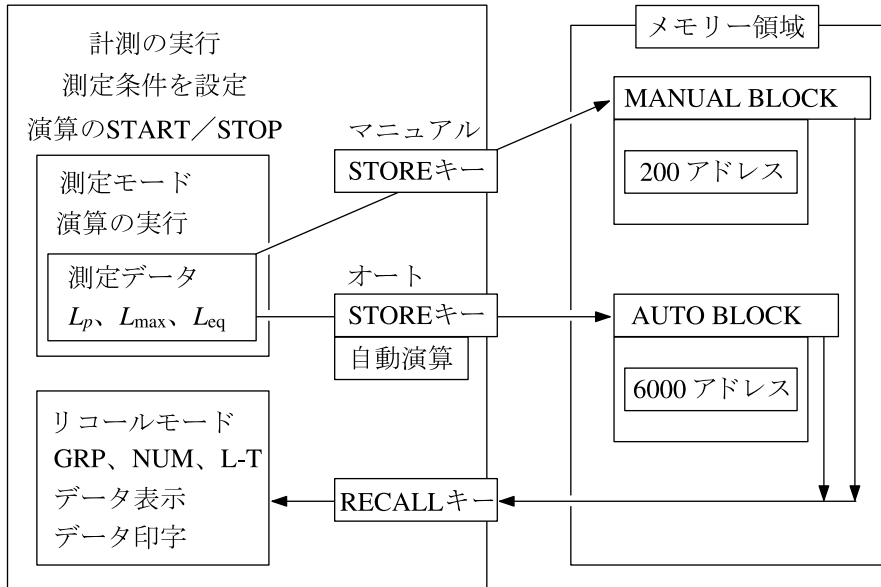 計測の実行
測定条件を設定
演算のSTART／STOP
測定モード
演算の実行
測定データ
Lp、Lmax、Leq
マニュアル
STOREキー
オート
STOREキー
自動演算
リコールモード
GRP、NUM、L-T
データ表示
データ印字
RECALLキー
メモリー領域
MANUAL BLOCK
200 アドレス
AUTO BLOCK
6000 アドレス